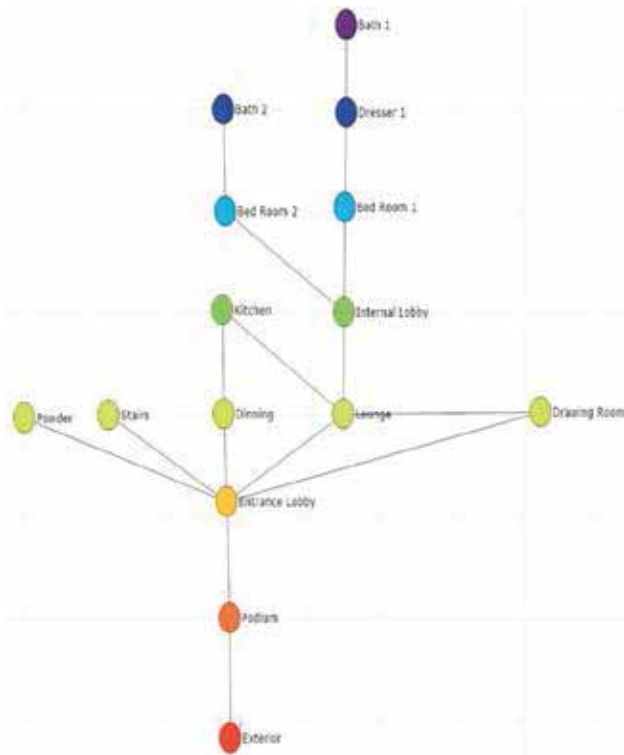 Bath 1
Bath 2
Dresser 1
Bed Room 2
Bed Room 1
Kitchen
Internal Lobby
Powder
Stairs
Dinning
Lounge
Drawing Room
Entrance Lobby
Podium
Exterior